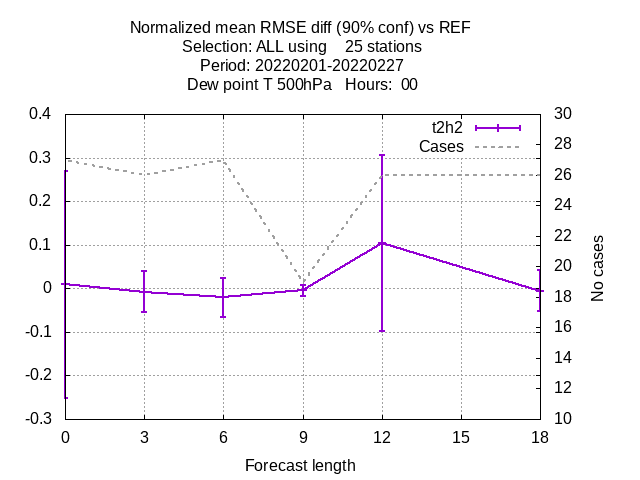 Normalized mean RMSE diff (90% conf) vs REF
Selection: ALL using    25 stations
Period: 20220201-20220227
Dew point T 500hPa   Hours:  00
t2h2
Cases
0.4
0.3
0.2
0.1
0
-0.1
-0.2
-0.3
30
28
26
24
22
20
18
16
14
12
10
No cases
0 3 6 9 12 15 18
Forecast length